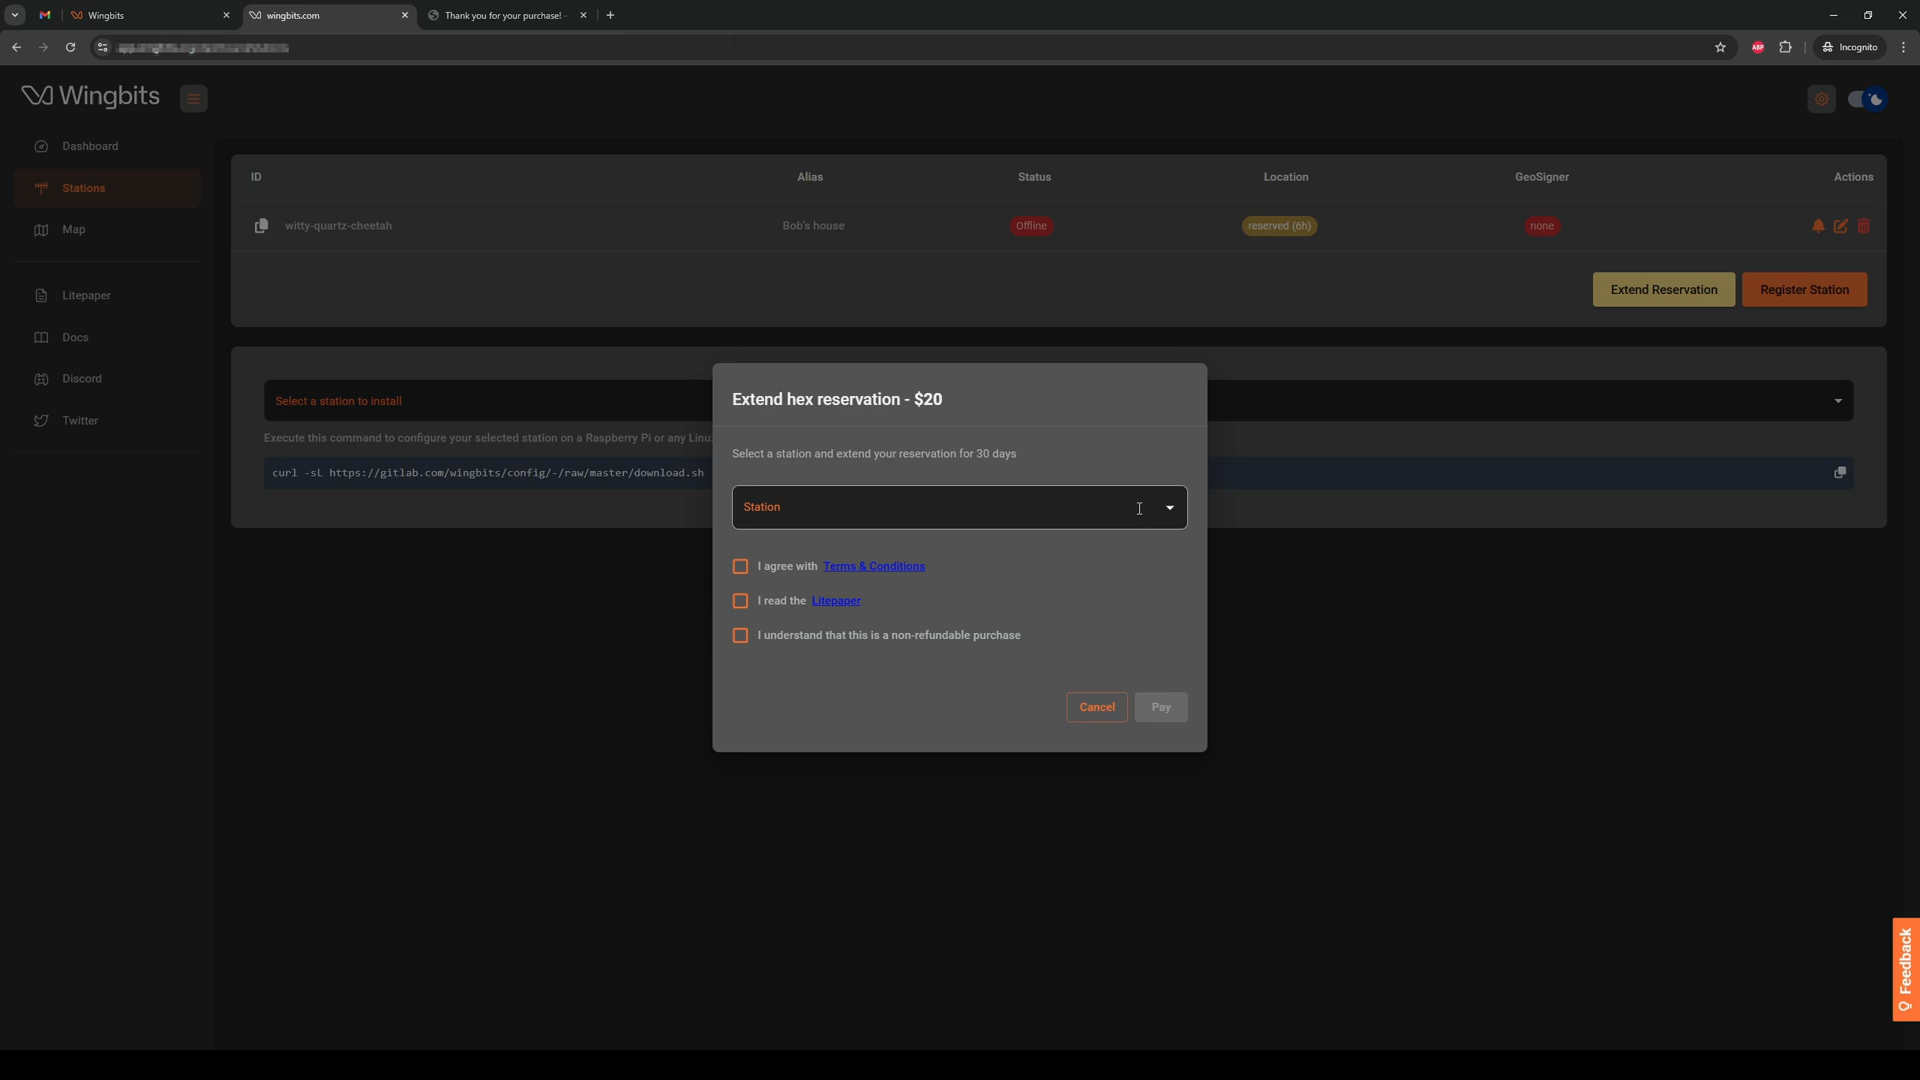 Wingbits
wingbits.com
Thank you for your purchase!
Incognito
ABP
Wingbits
Dashboard
Stations
Map
Litepaper
Docs
Discord
Twitter
ID Alias Status Location GeoSigner Actions
witty-quartz-cheetah Bob's house Offline reserved (6h) none
Extend Reservation Register Station
Select a station to install
Execute this command to configure your selected station on a Raspberry Pi or any
curl -sL https://gitlab.com/wingbits/config/-/raw/master/download.sh
Extend hex reservation - $20
Select a station and extend your reservation for 30 days
Station
I agree with Terms & Conditions
I read the Litepaper
I understand that this is a non-refundable purchase
Cancel Pay
Feedback